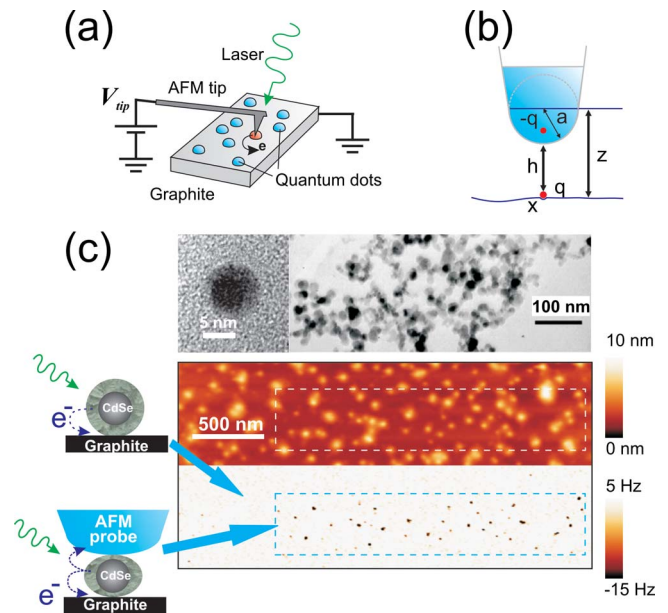 (a)
Laser
AFM tip
V_tip
e
Quantum dots
Graphite
(b)
-q
a
h
z
q
x
(c)
5 nm
100 nm
10 nm
500 nm
0 nm
5 Hz
-15 Hz
CdSe
e-
Graphite
AFM
probe
CdSe
e-
Graphite